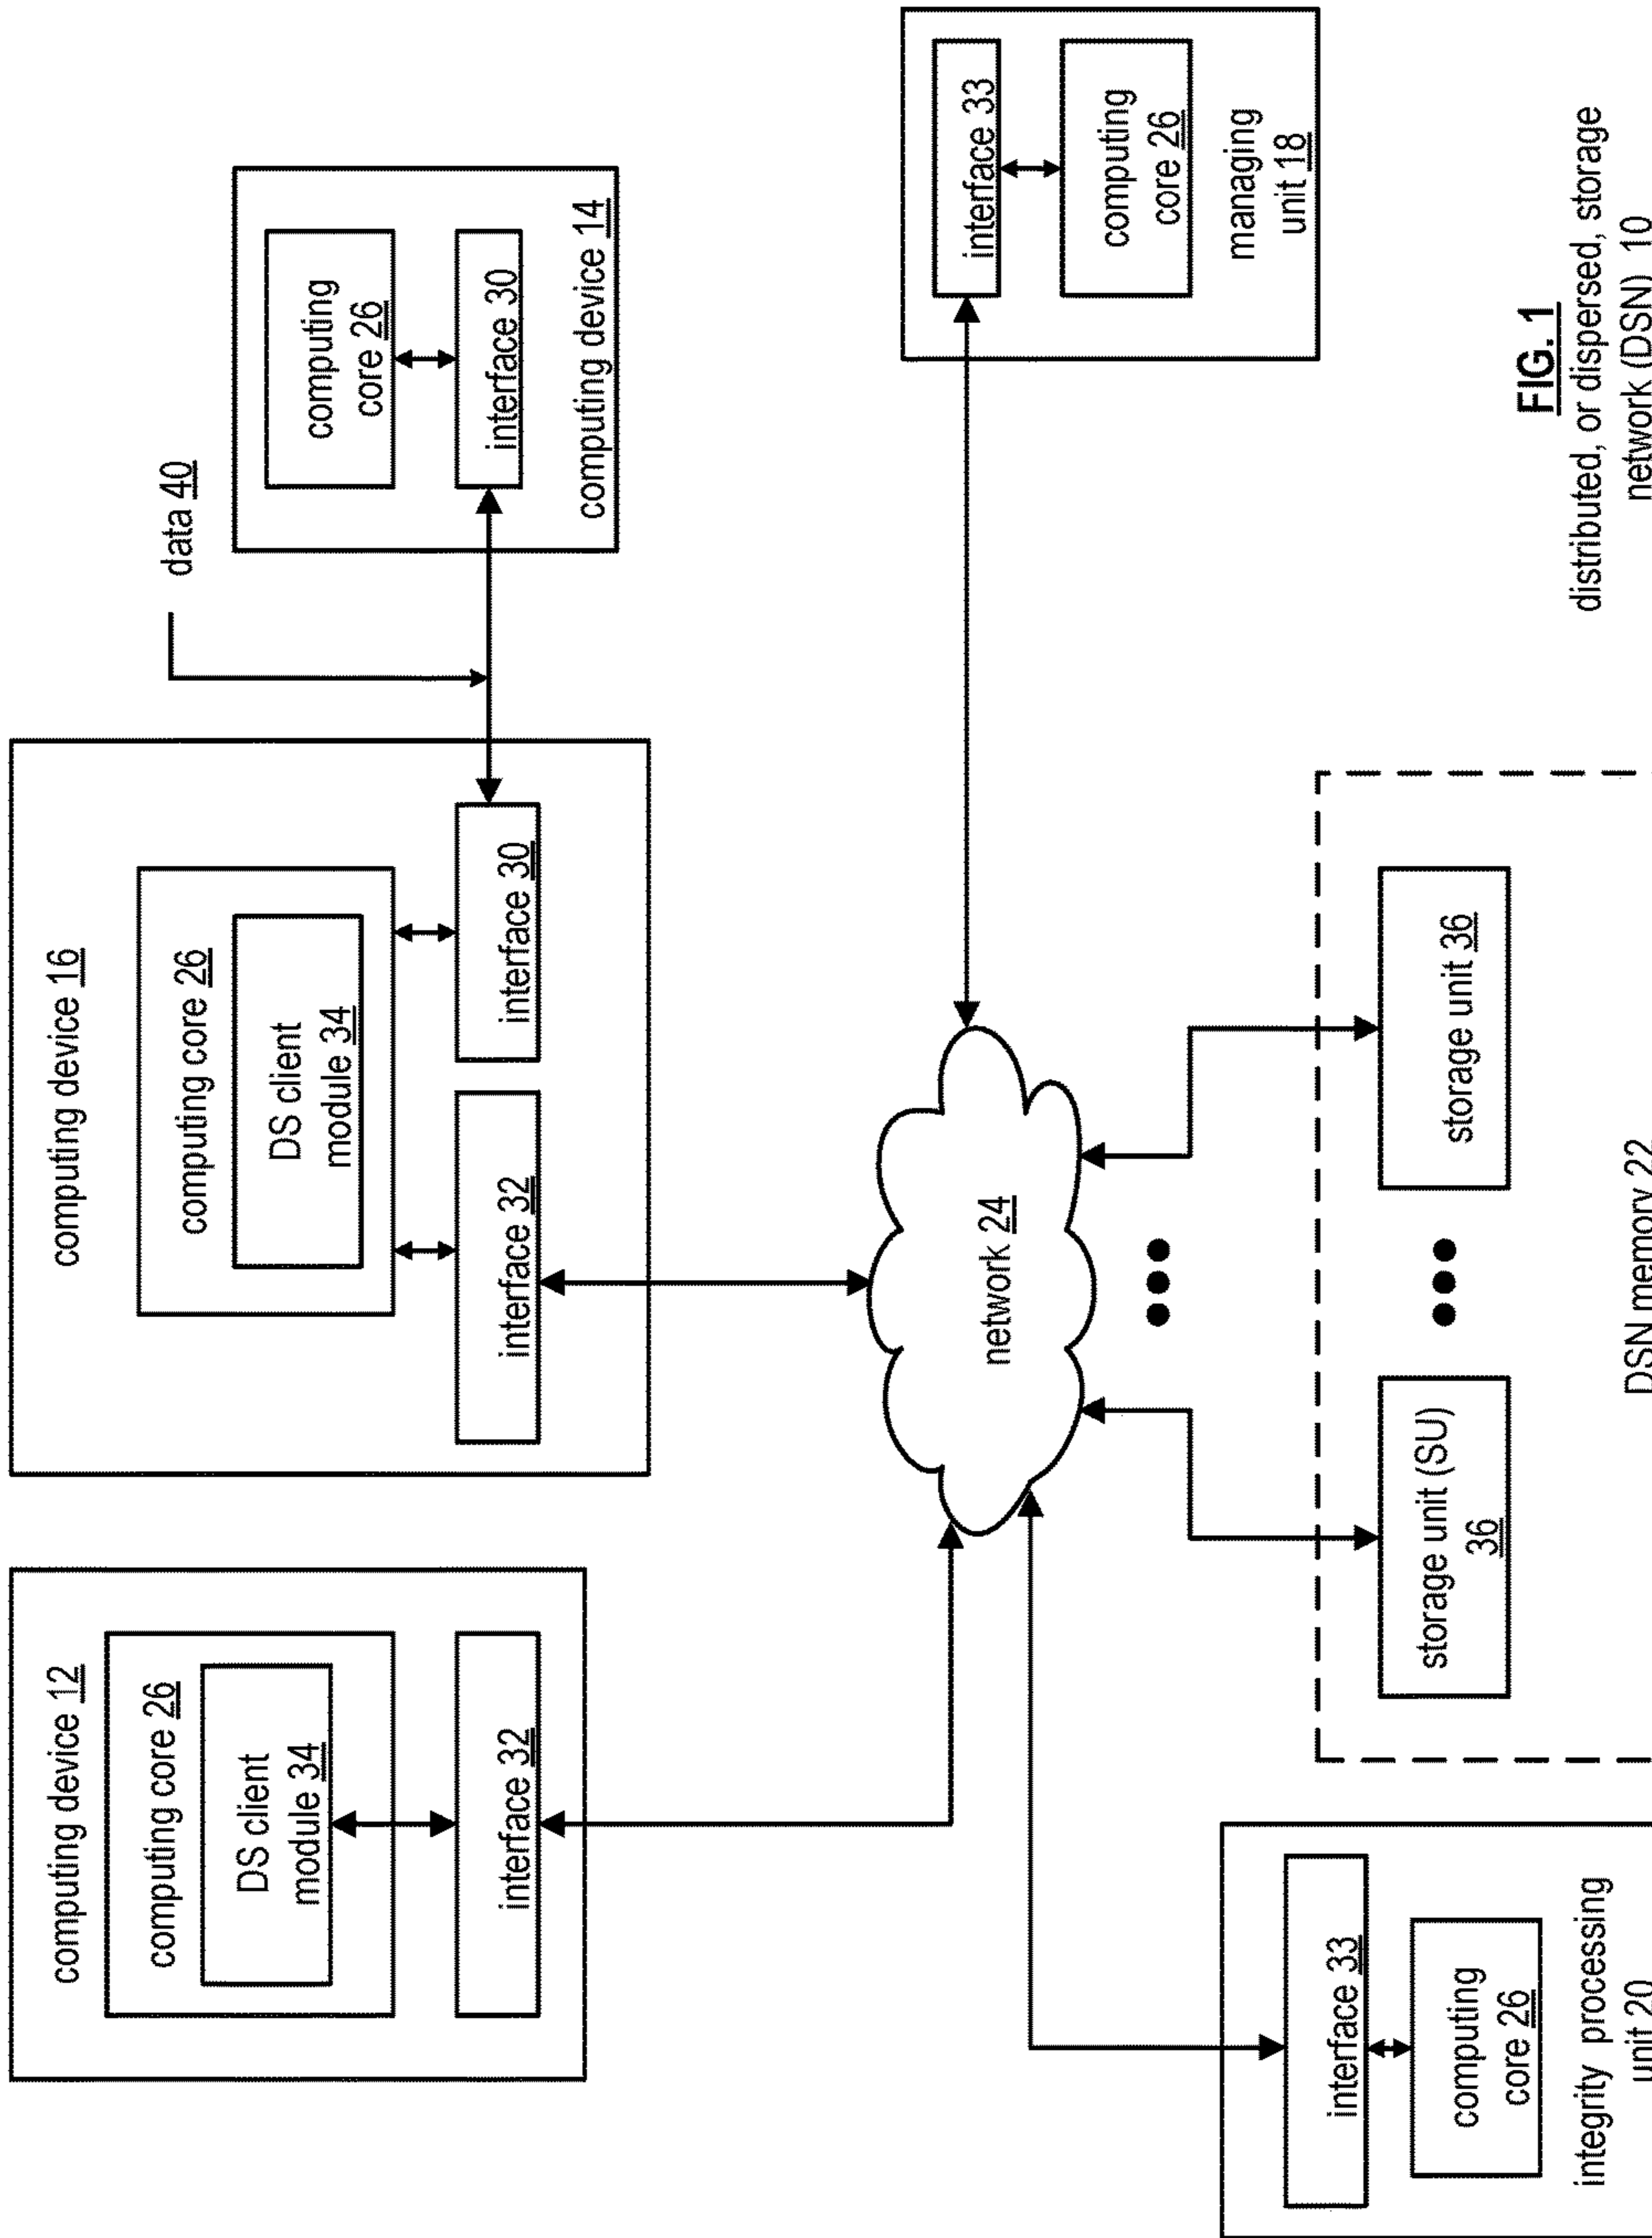 computing device 12
computing core 26
DS client
module 34
interface 32
computing device 16
computing core 26
DS client
module 34
interface 32
interface 30
data 40
computing
core 26
interface 30
computing device 14
network 24
interface 33
computing
core 26
managing
unit 18
interface 33
computing
core 26
integrity processing
unit 20
storage unit (SU)
36
storage unit 36
DSN memory 22
FIG. 1
distributed, or dispersed, storage
network (DSN) 10